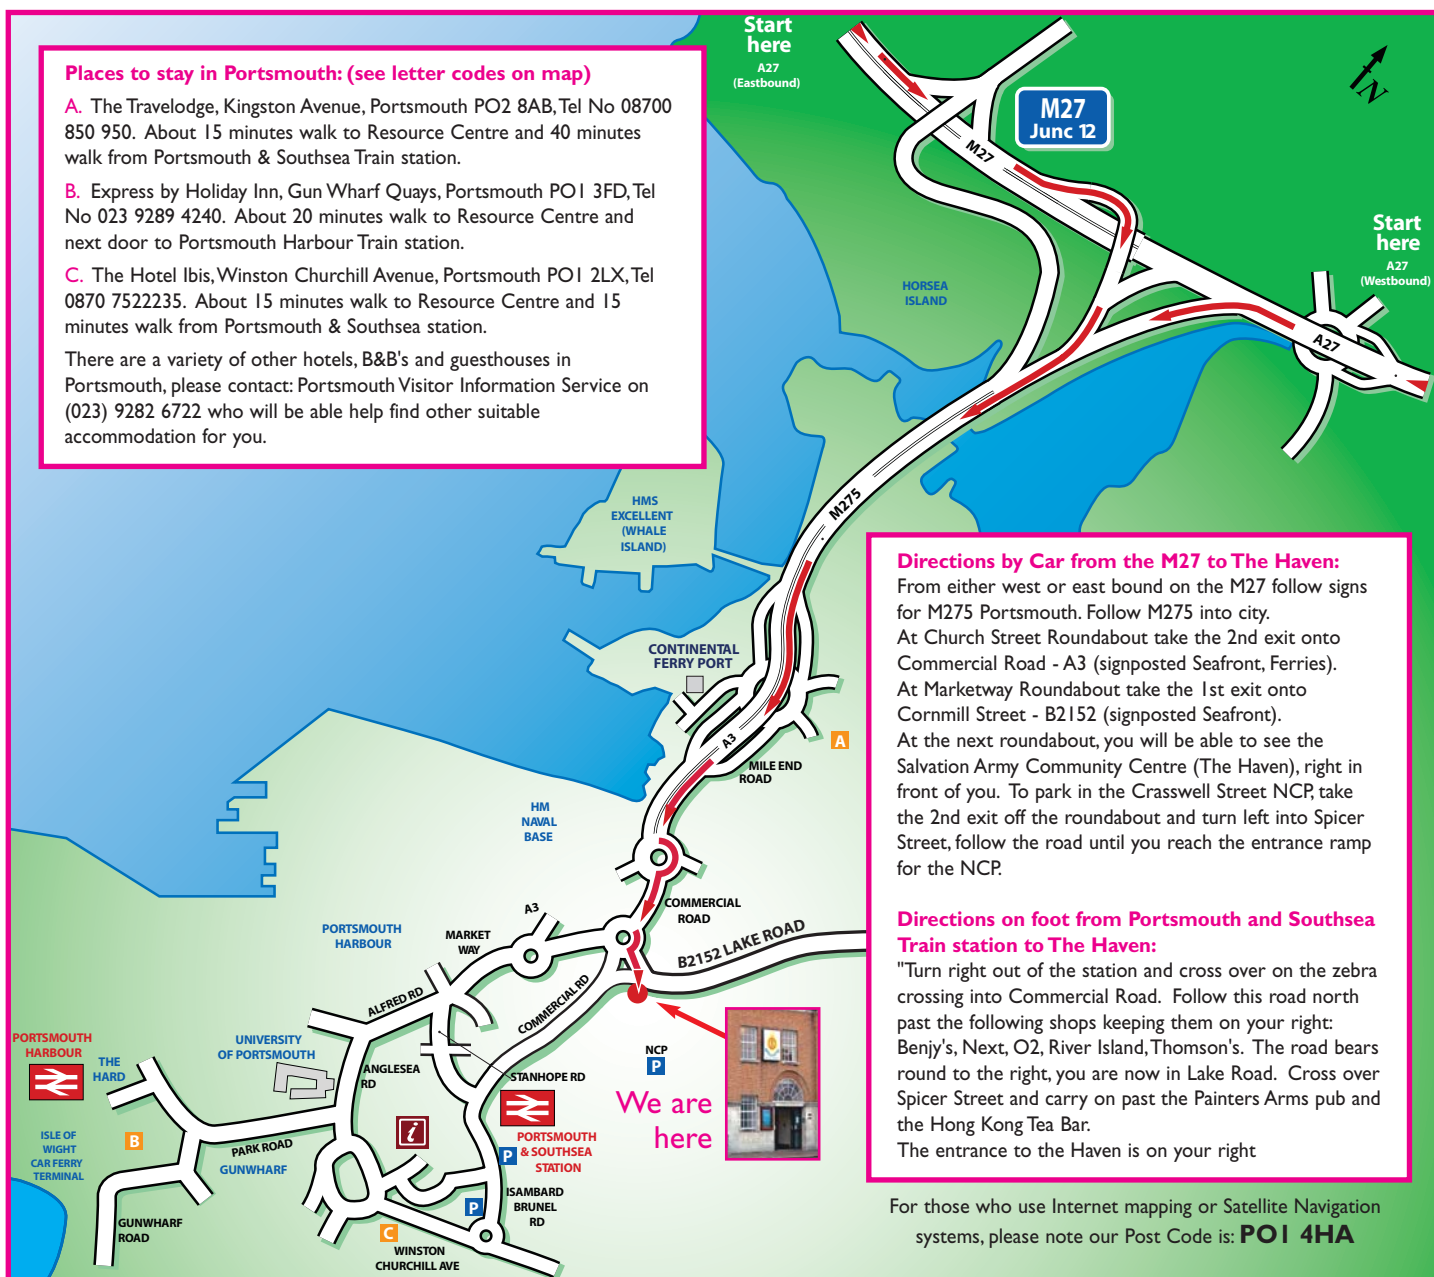 Start
here
A27
(Eastbound)
N
M27
Junc 12
M27
Start
here
A27
(Westbound)
A27
HORSEA
ISLAND
Places to stay in Portsmouth: (see letter codes on map)
A. The Travelodge, Kingston Avenue, Portsmouth PO2 8AB, Tel No 08700
850 950. About 15 minutes walk to Resource Centre and 40 minutes
walk from Portsmouth & Southsea Train station.
B. Express by Holiday Inn, Gun Wharf Quays, Portsmouth PO1 3FD, Tel
No 023 9289 4240. About 20 minutes walk to Resource Centre and
next door to Portsmouth Harbour Train station.
C. The Hotel Ibis, Winston Churchill Avenue, Portsmouth PO1 2LX, Tel
0870 7522235. About 15 minutes walk to Resource Centre and 15
minutes walk from Portsmouth & Southsea station.
There are a variety of other hotels, B&B's and guesthouses in
Portsmouth, please contact: Portsmouth Visitor Information Service on
(023) 9282 6722 who will be able help find other suitable
accommodation for you.
HMS
EXCELLENT
(WHALE
ISLAND)
M275
CONTINENTAL
FERRY PORT
A
A3
MILE END
ROAD
HM
NAVAL
BASE
COMMERCIAL
ROAD
A3
PORTSMOUTH
HARBOUR
MARKET
WAY
B2152 LAKE ROAD
COMMERCIAL RD
ALFRED RD
PORTSMOUTH
HARBOUR
THE
HARD
UNIVERSITY
OF PORTSMOUTH
ANGLESEA
RD
STANHOPE RD
NCP
P
We are
here
i
PORTSMOUTH
& SOUTHSEA
STATION
P
B
ISLE OF
WIGHT
CAR FERRY
TERMINAL
PARK ROAD
GUNWHARF
GUNWHARF
ROAD
P
ISAMBARD
BRUNEL
RD
C
WINSTON
CHURCHILL AVE
Directions by Car from the M27 to The Haven:
From either west or east bound on the M27 follow signs
for M275 Portsmouth. Follow M275 into city.
At Church Street Roundabout take the 2nd exit onto
Commercial Road - A3 (signposted Seafront, Ferries).
At Marketway Roundabout take the 1st exit onto
Cornmill Street - B2152 (signposted Seafront).
At the next roundabout, you will be able to see the
Salvation Army Community Centre (The Haven), right in
front of you. To park in the Crasswell Street NCP, take
the 2nd exit off the roundabout and turn left into Spicer
Street, follow the road until you reach the entrance ramp
for the NCP.
Directions on foot from Portsmouth and Southsea
Train station to The Haven:
"Turn right out of the station and cross over on the zebra
crossing into Commercial Road. Follow this road north
past the following shops keeping them on your right:
Benjy's, Next, O2, River Island, Thomson's. The road bears
round to the right, you are now in Lake Road. Cross over
Spicer Street and carry on past the Painters Arms pub and
the Hong Kong Tea Bar.
The entrance to the Haven is on your right
For those who use Internet mapping or Satellite Navigation
systems, please note our Post Code is: PO1 4HA